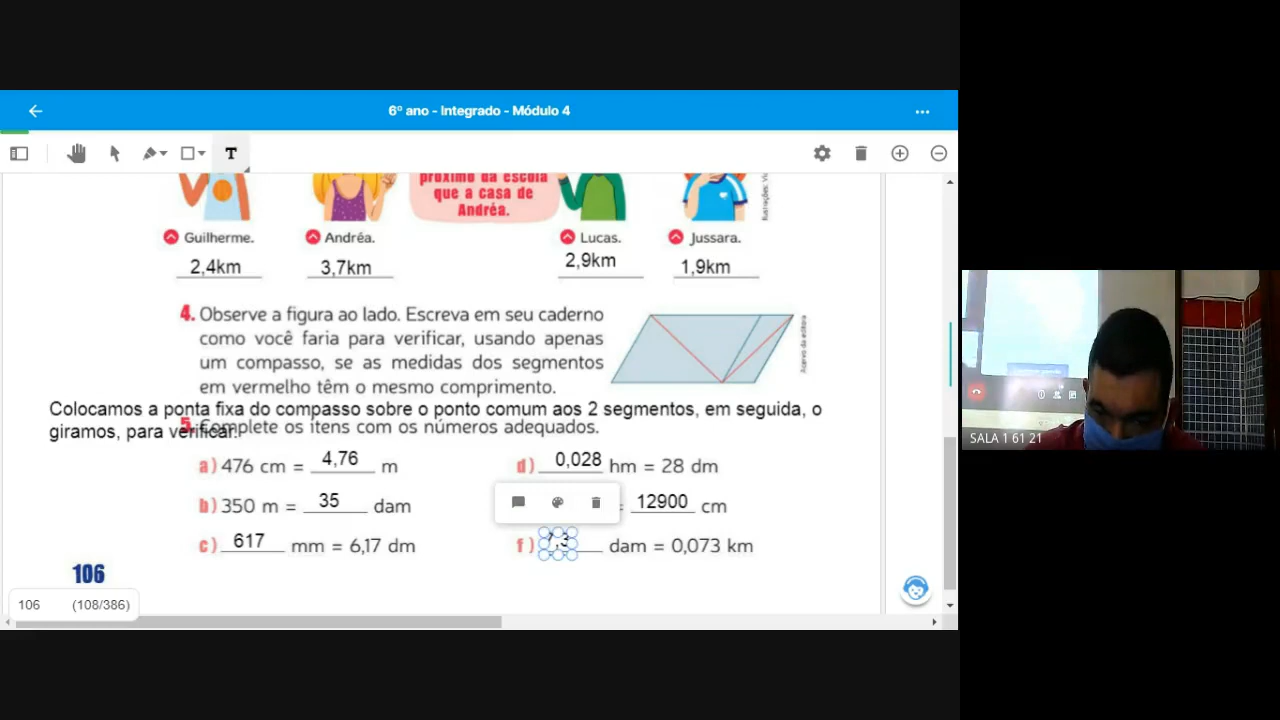 6º ano - Integrado - Módulo 4
T
próximo da escola
que a casa de
Andréa.
Guilherme.
Andréa.
Lucas.
Jussara.
2,4km
3,7km
2,9km
1,9km
4. Observe a figura ao lado. Escreva em seu caderno
como você faria para verificar, usando apenas
um compasso, se as medidas dos segmentos
em vermelho têm o mesmo comprimento.
Acervo da editora
Colocamos a ponta fixa do compasso sobre o ponto comum aos 2 segmentos, em seguida, o
giramos, para verificar.
5. Complete os itens com os números adequados.
a) 476 cm = 4,76 m
d) 0,028 hm = 28 dm
b) 350 m = 35 dam
= 12900 cm
c) 617 mm = 6,17 dm
f) 7,3 dam = 0,073 km
106
106 (108/386)
SALA 1 61 21